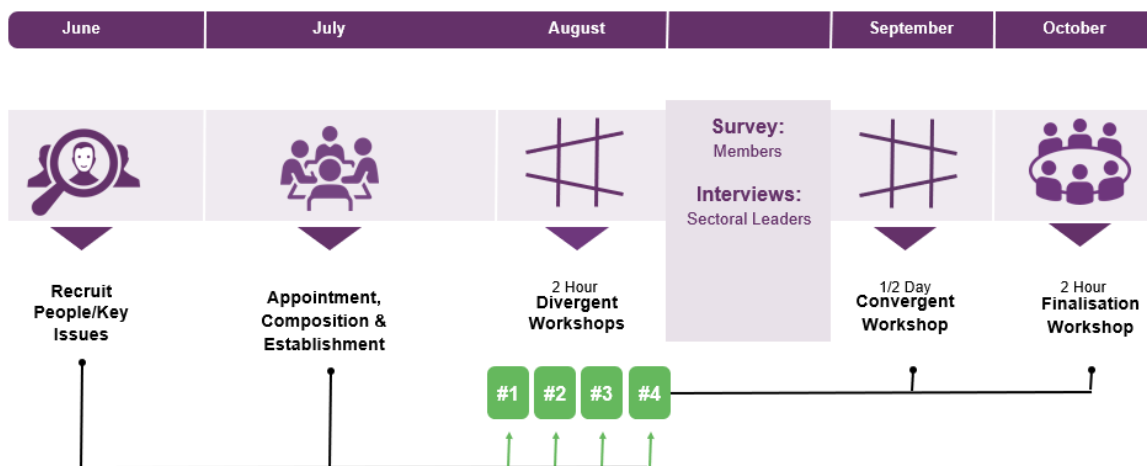 June
July
August
September
October
Survey:
Members
Interviews:
Sectoral Leaders
Recruit
People/Key
Issues
Appointment,
Composition &
Establishment
2 Hour
Divergent
Workshops
1/2 Day
Convergent
Workshop
2 Hour
Finalisation
Workshop
#1
#2
#3
#4